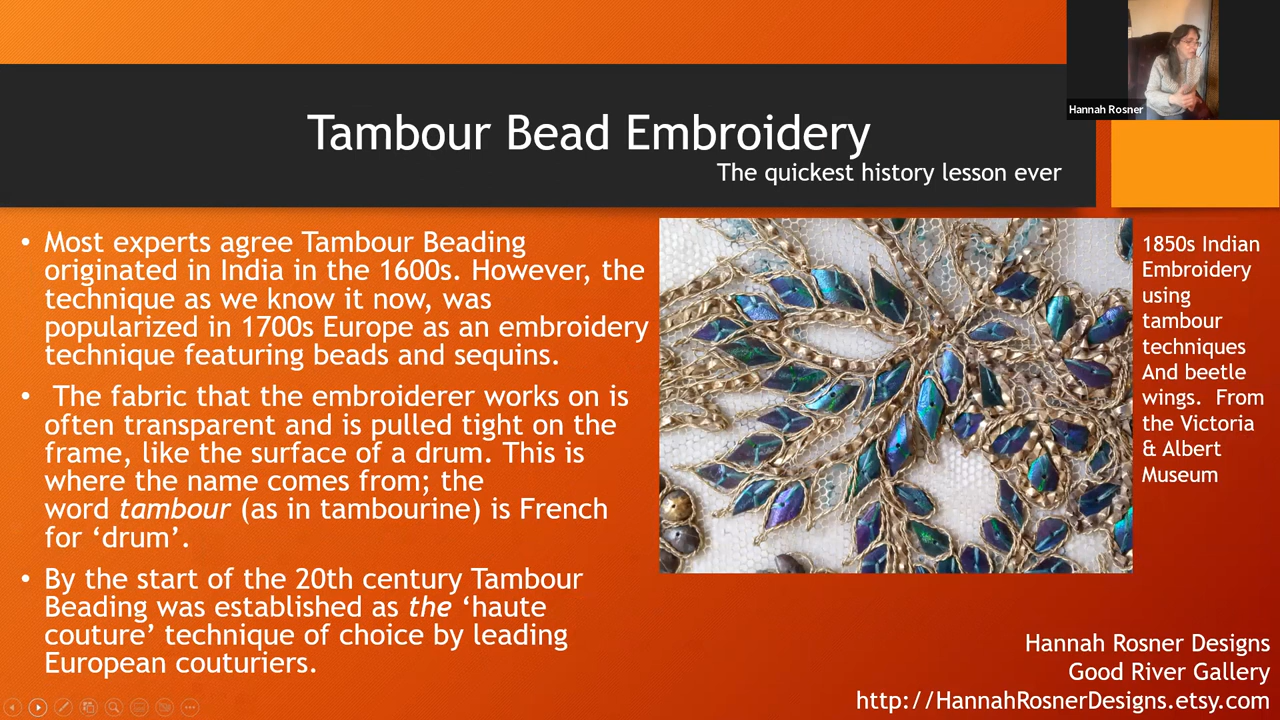 Hannah Rosner
Tambour Bead Embroidery
The quickest history lesson ever
• Most experts agree Tambour Beading
originated in India in the 1600s. However, the
technique as we know it now, was
popularized in 1700s Europe as an embroidery
technique featuring beads and sequins.
• The fabric that the embroiderer works on is
often transparent and is pulled tight on the
frame, like the surface of a drum. This is
where the name comes from; the
word tambour (as in tambourine) is French
for ‘drum’.
• By the start of the 20th century Tambour
Beading was established as the ‘haute
couture’ technique of choice by leading
European couturiers.
1850s Indian
Embroidery
using
tambour
techniques
And beetle
wings. From
the Victoria
& Albert
Museum
Hannah Rosner Designs
Good River Gallery
http://HannahRosnerDesigns.etsy.com